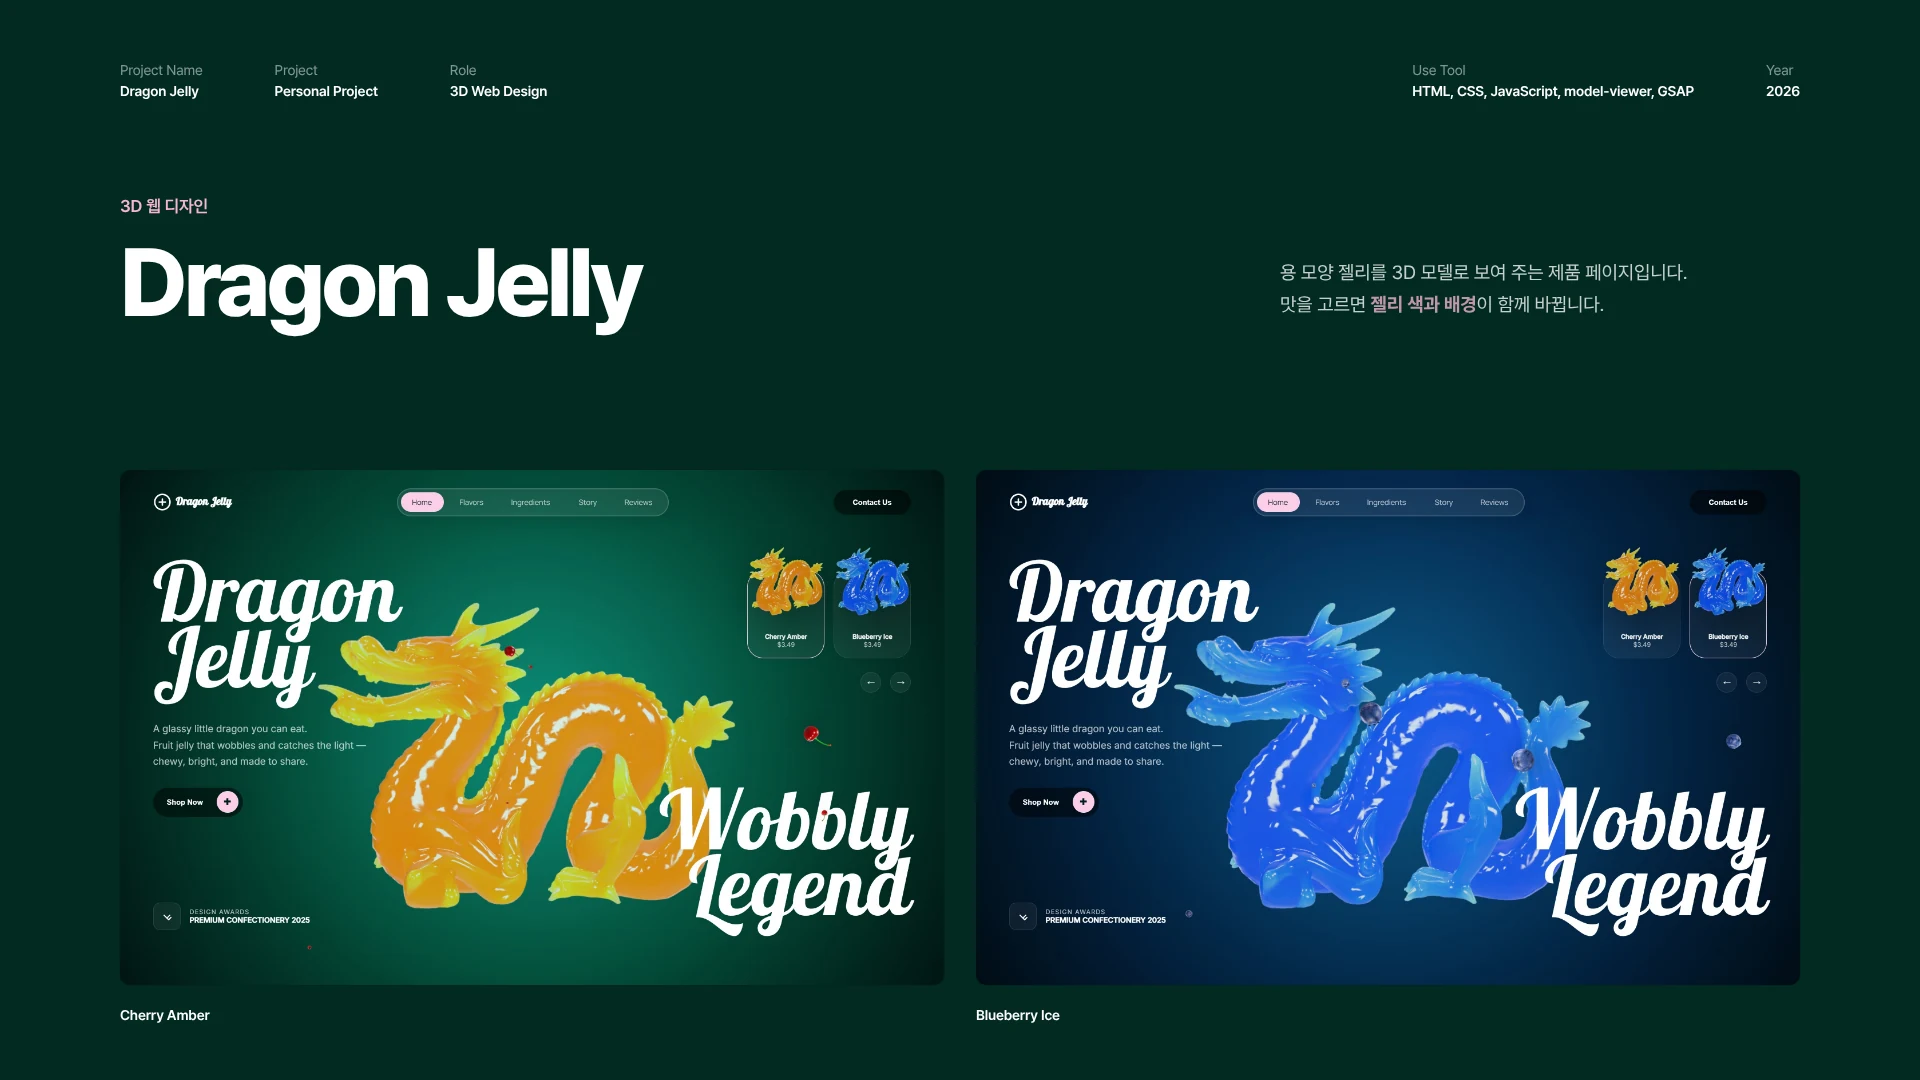 Project Name
Dragon Jelly
Project
Personal Project
Role
3D Web Design
Use Tool
HTML, CSS, JavaScript, model-viewer, GSAP
Year
2026
3D 웹 디자인
Dragon Jelly
용 모양 젤리를 3D 모델로 보여 주는 제품 페이지입니다.
맛을 고르면 젤리 색과 배경이 함께 바뀝니다.
Dragon Jelly
Home
Flavors
Ingredients
Story
Reviews
Contact Us
Dragon
Jelly
A glassy little dragon you can eat.
Fruit jelly that wobbles and catches the light —
chewy, bright, and made to share.
Shop Now
Cherry Amber
$3.49
Blueberry Ice
$3.49
← →
Wobbly
Legend
DESIGN AWARDS
PREMIUM CONFECTIONERY 2025
Cherry Amber
Dragon Jelly
Home
Flavors
Ingredients
Story
Reviews
Contact Us
Dragon
Jelly
A glassy little dragon you can eat.
Fruit jelly that wobbles and catches the light —
chewy, bright, and made to share.
Shop Now
Cherry Amber
$3.49
Blueberry Ice
$3.49
← →
Wobbly
Legend
DESIGN AWARDS
PREMIUM CONFECTIONERY 2025
Blueberry Ice